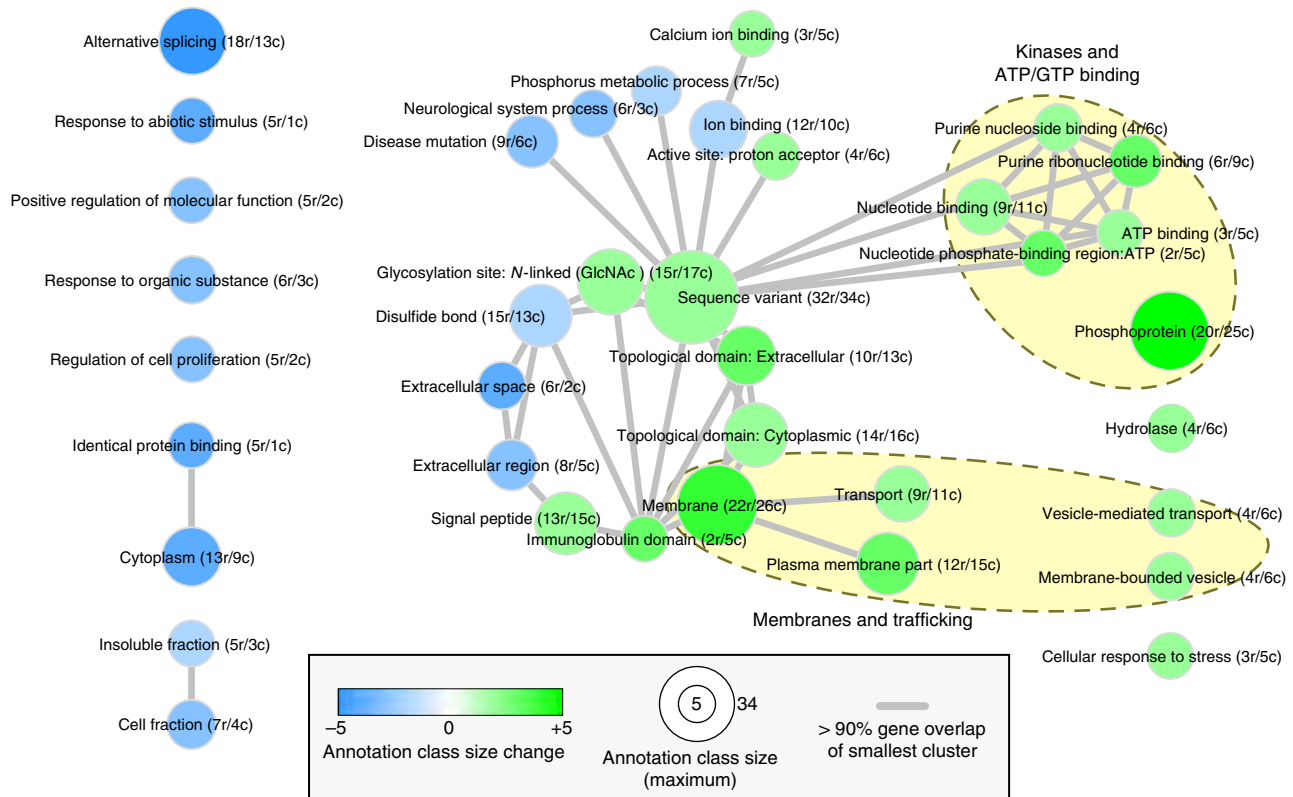 Alternative splicing (18r/13c)
Response to abiotic stimulus (5r/1c)
Positive regulation of molecular function (5r/2c)
Response to organic substance (6r/3c)
Regulation of cell proliferation (5r/2c)
Identical protein binding (5r/1c)
Cytoplasm (13r/9c)
Insoluble fraction (5r/3c)
Cell fraction (7r/4c)
Calcium ion binding (3r/5c)
Phosphorus metabolic process (7r/5c)
Neurological system process (6r/3c)
Disease mutation (9r/6c)
Ion binding (12r/10c)
Active site: proton acceptor (4r/6c)
Glycosylation site: N-linked (GlcNAc ) (15r/17c)
Sequence variant (32r/34c)
Disulfide bond (15r/13c)
Topological domain: Extracellular (10r/13c)
Extracellular space (6r/2c)
Topological domain: Cytoplasmic (14r/16c)
Extracellular region (8r/5c)
Signal peptide (13r/15c)
Immunoglobulin domain (2r/5c)
Membrane (22r/26c)
Transport (9r/11c)
Plasma membrane part (12r/15c)
Membranes and trafficking
Kinases and
ATP/GTP binding
Purine nucleoside binding (4r/6c)
Purine ribonucleotide binding (6r/9c)
Nucleotide binding (9r/11c)
ATP binding (3r/5c)
Nucleotide phosphate-binding region:ATP (2r/5c)
Phosphoprotein (20r/25c)
Hydrolase (4r/6c)
Vesicle-mediated transport (4r/6c)
Membrane-bounded vesicle (4r/6c)
Cellular response to stress (3r/5c)
−5 0 +5
Annotation class size change
5 34
Annotation class size
(maximum)
> 90% gene overlap
of smallest cluster